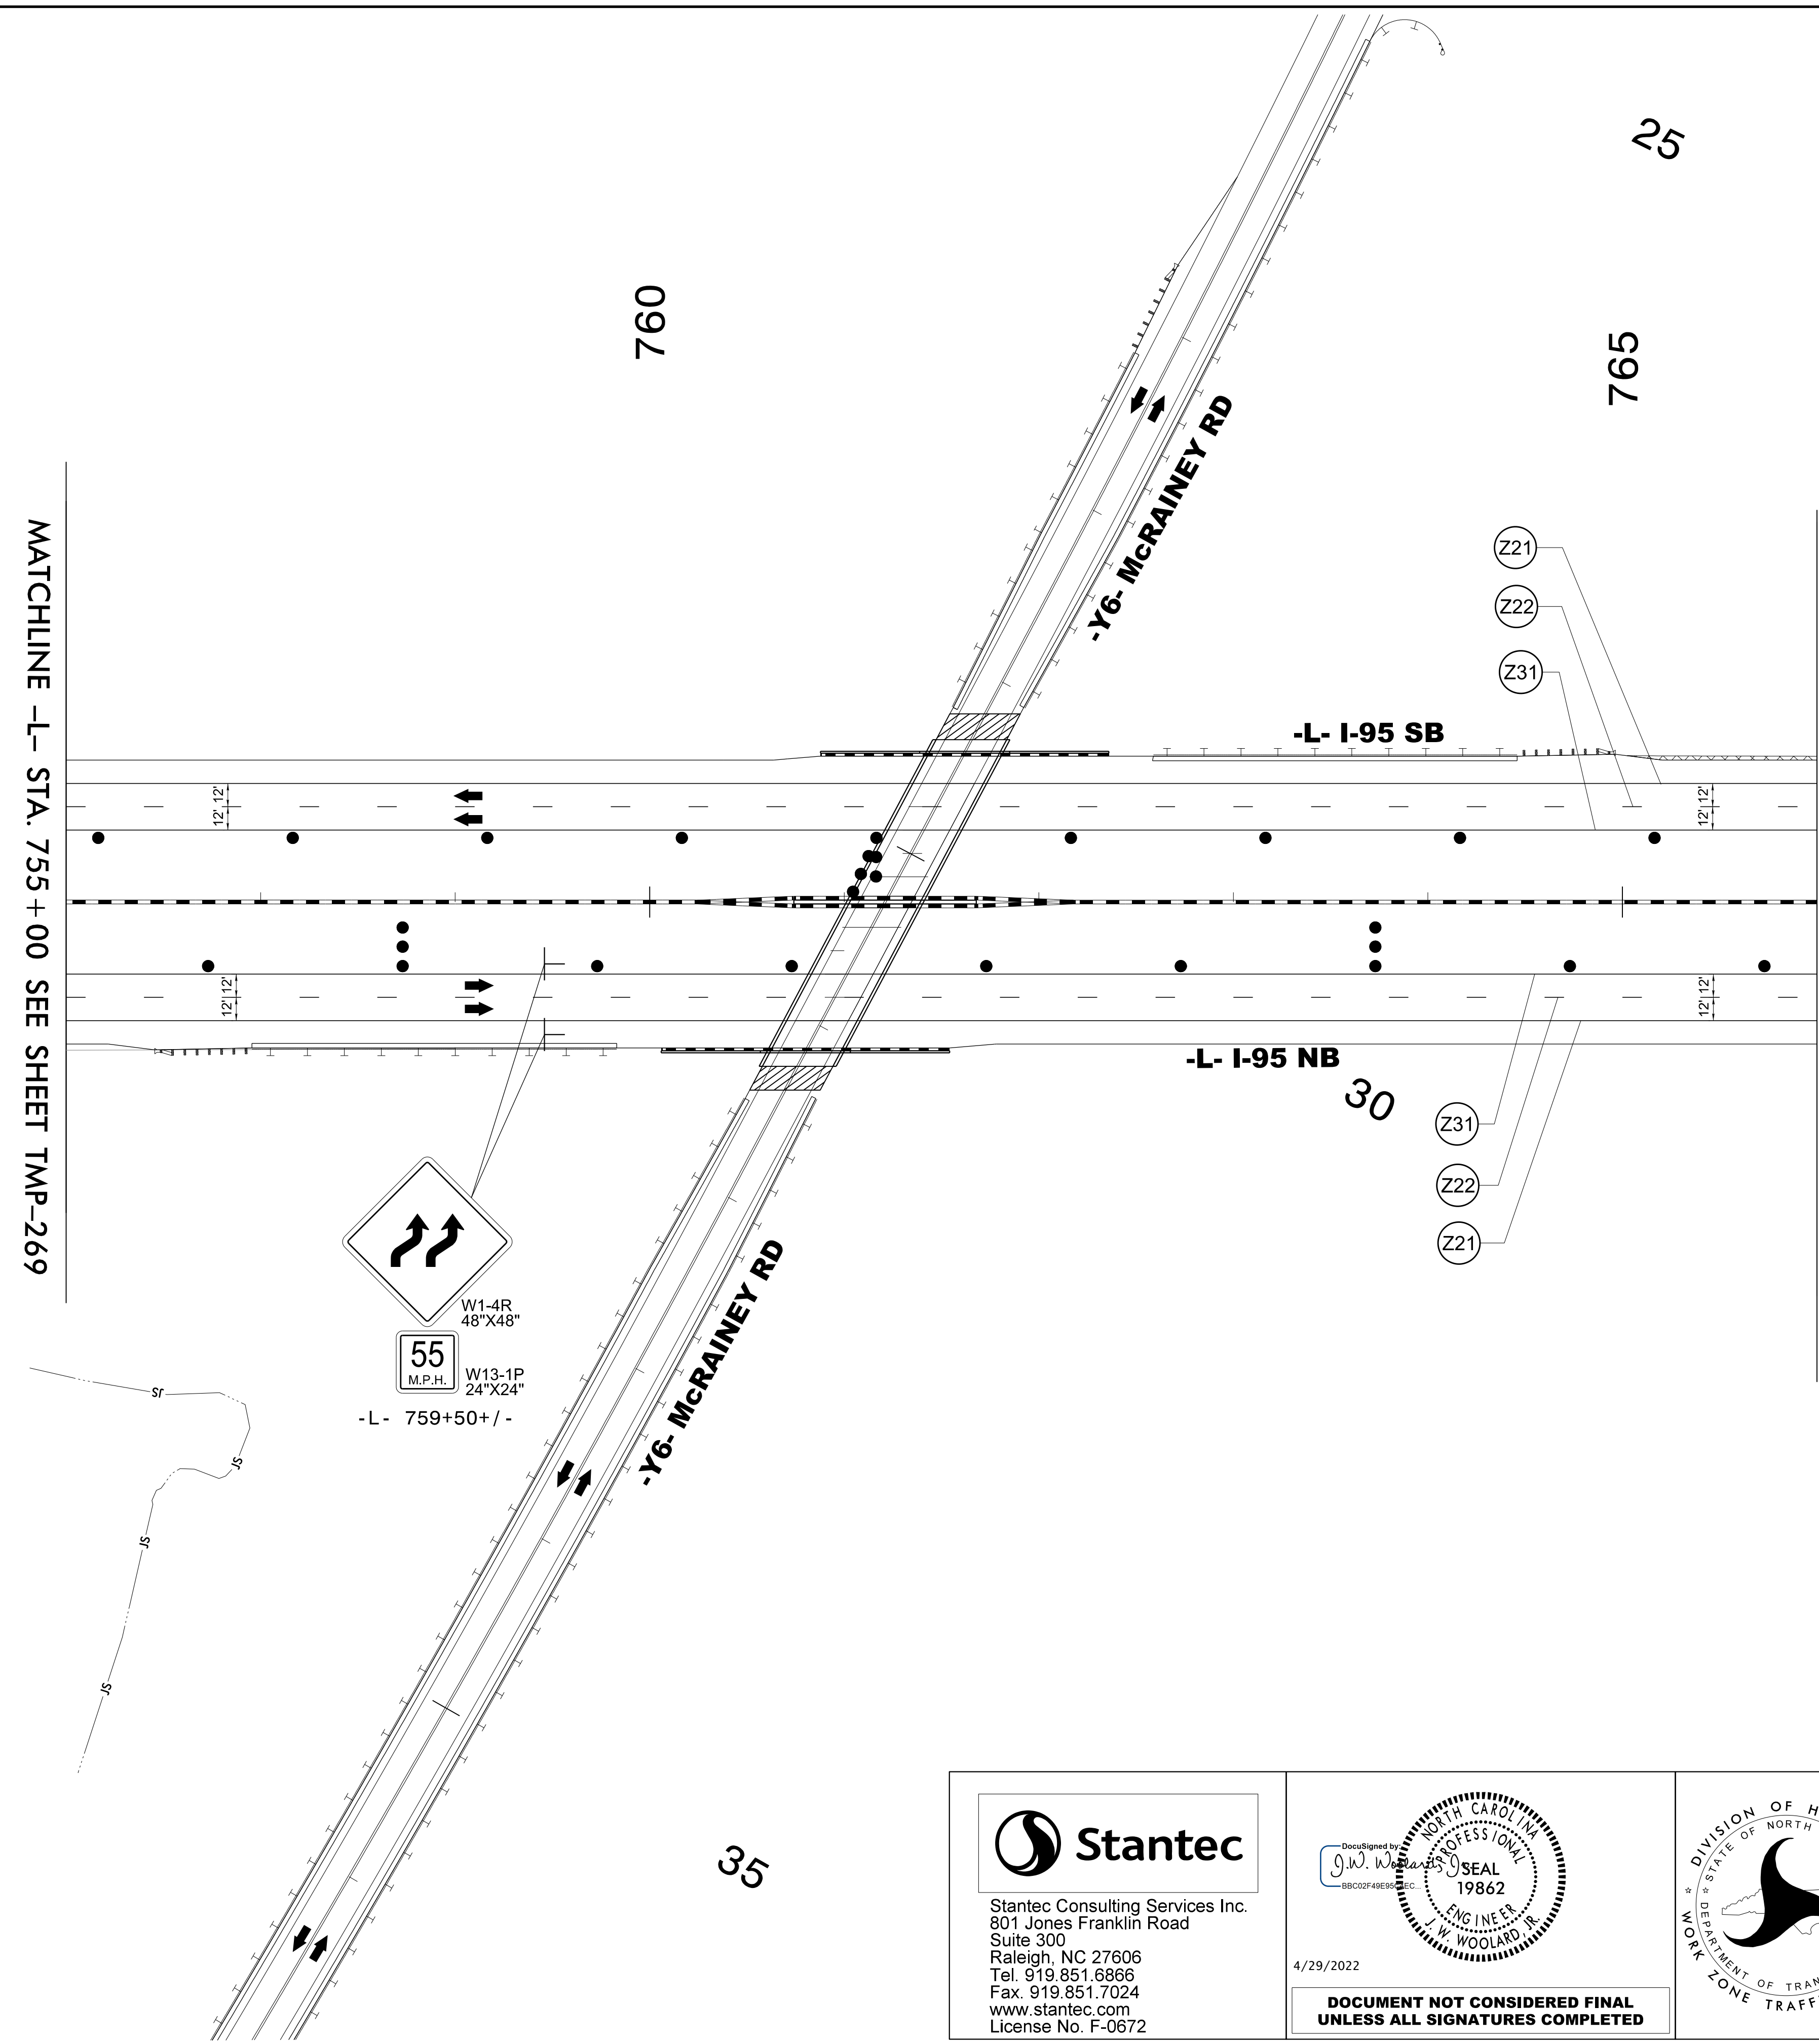 25
760
765
-Y6- McRAINEY RD
MATCHLINE -L- STA. 755+00 SEE SHEET TMP-269
Z21
Z22
Z31
-L- I-95 SB
12' 12'
12' 12'
12' 12'
12' 12'
-L- I-95 NB
30
Z31
Z22
Z21
W1-4R
48"X48"
55
M.P.H.
W13-1P
24"X24"
-L- 759+50+/-
-Y6- McRAINEY RD
JS
JS
JS
JS
35
Stantec
Stantec Consulting Services Inc.
801 Jones Franklin Road
Suite 300
Raleigh, NC 27606
Tel. 919.851.6866
Fax. 919.851.7024
www.stantec.com
License No. F-0672
DocuSigned by:
J.W. Woolard, Jr.
NORTH CAROLINA
PROFESSIONAL
SEAL
19862
ENGINEER
J. W. WOOLARD, JR.
4/29/2022
DOCUMENT NOT CONSIDERED FINAL
UNLESS ALL SIGNATURES COMPLETED
DIVISION OF
STATE OF NORTH
DEPARTMENT OF
WORK ZONE